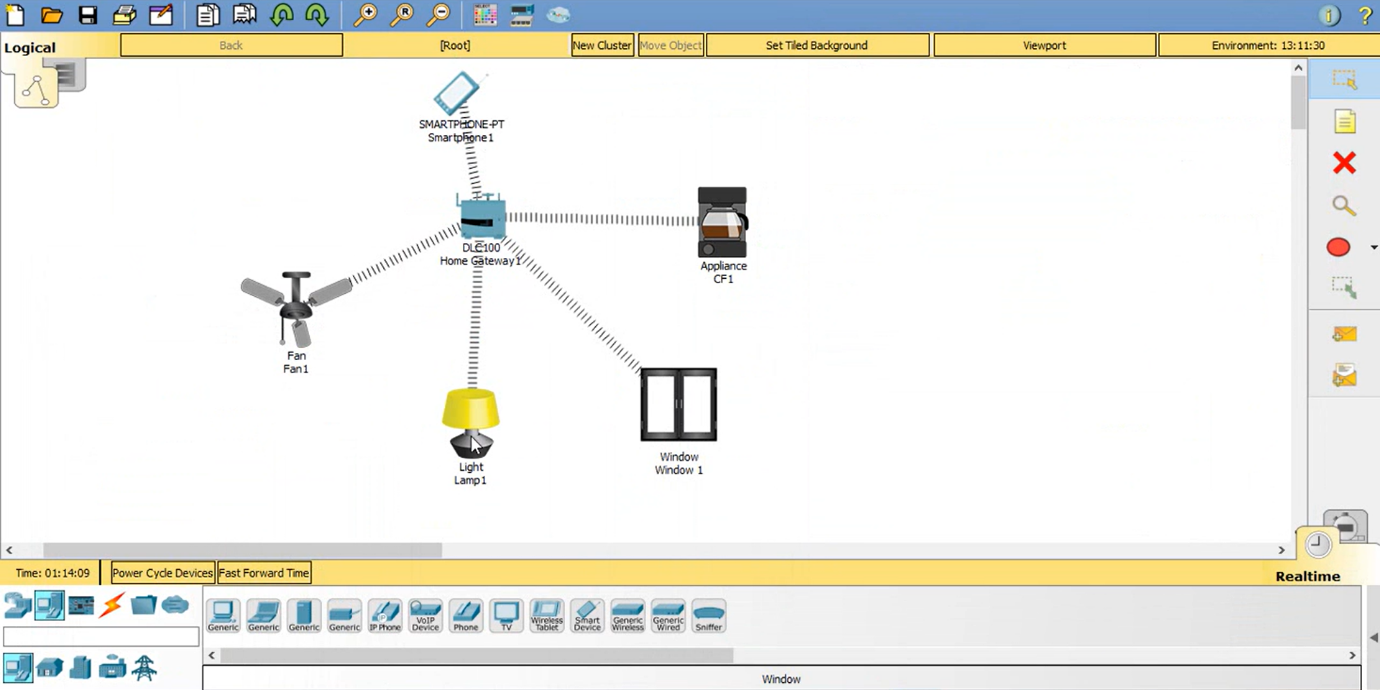 Logical
Back
[Root]
New Cluster
Move Object
Set Tiled Background
Viewport
Environment: 13:11:30
SMARTPHONE-PT
Smartphone1
DLC100
Home Gateway1
Appliance
CF1
Fan
Fan1
Light
Lamp1
Window
Window 1
Time: 01:14:09
Power Cycle Devices
Fast Forward Time
Realtime
Generic
Generic
Generic
Generic
IP Phone
VoIP
Device
Phone
TV
Wireless
Tablet
Smart
Device
Generic
Wireless
Generic
Wired
Sniffer
Window